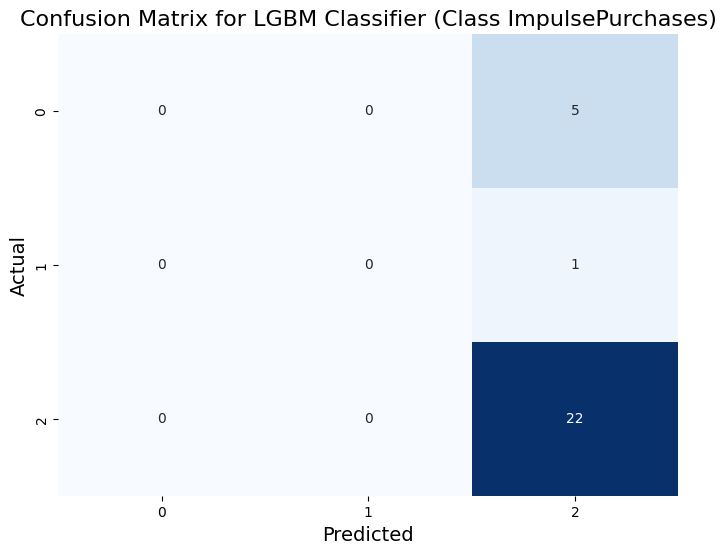 Confusion Matrix for LGBM Classifier (Class ImpulsePurchases)
Actual
0 0 0 5
1 0 0 1
2 0 0 22
0 1 2
Predicted